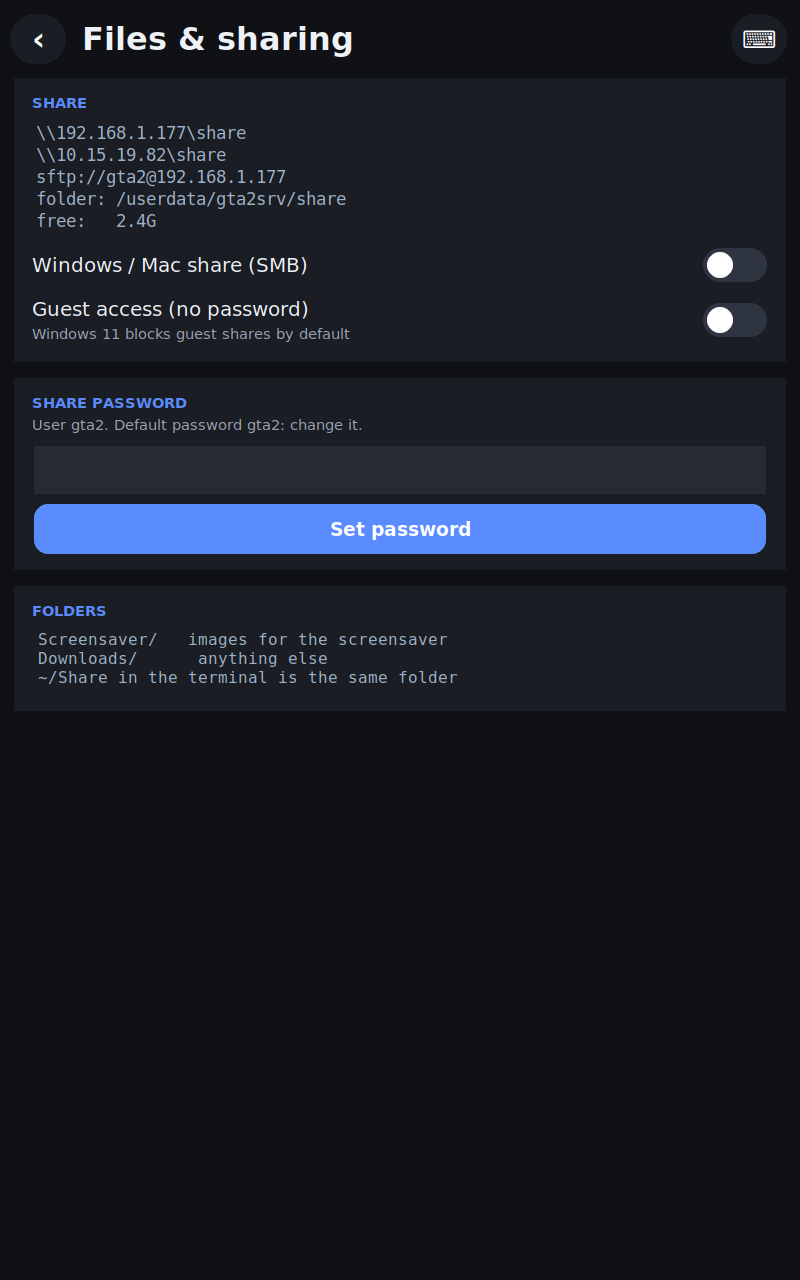 Files & sharing
SHARE
\\192.168.1.177\share
\\10.15.19.82\share
sftp://gta2@192.168.1.177
folder: /userdata/gta2srv/share
free:   2.4G
Windows / Mac share (SMB)
Guest access (no password)
Windows 11 blocks guest shares by default
SHARE PASSWORD
User gta2. Default password gta2: change it.
Set password
FOLDERS
Screensaver/   images for the screensaver
Downloads/      anything else
~/Share in the terminal is the same folder